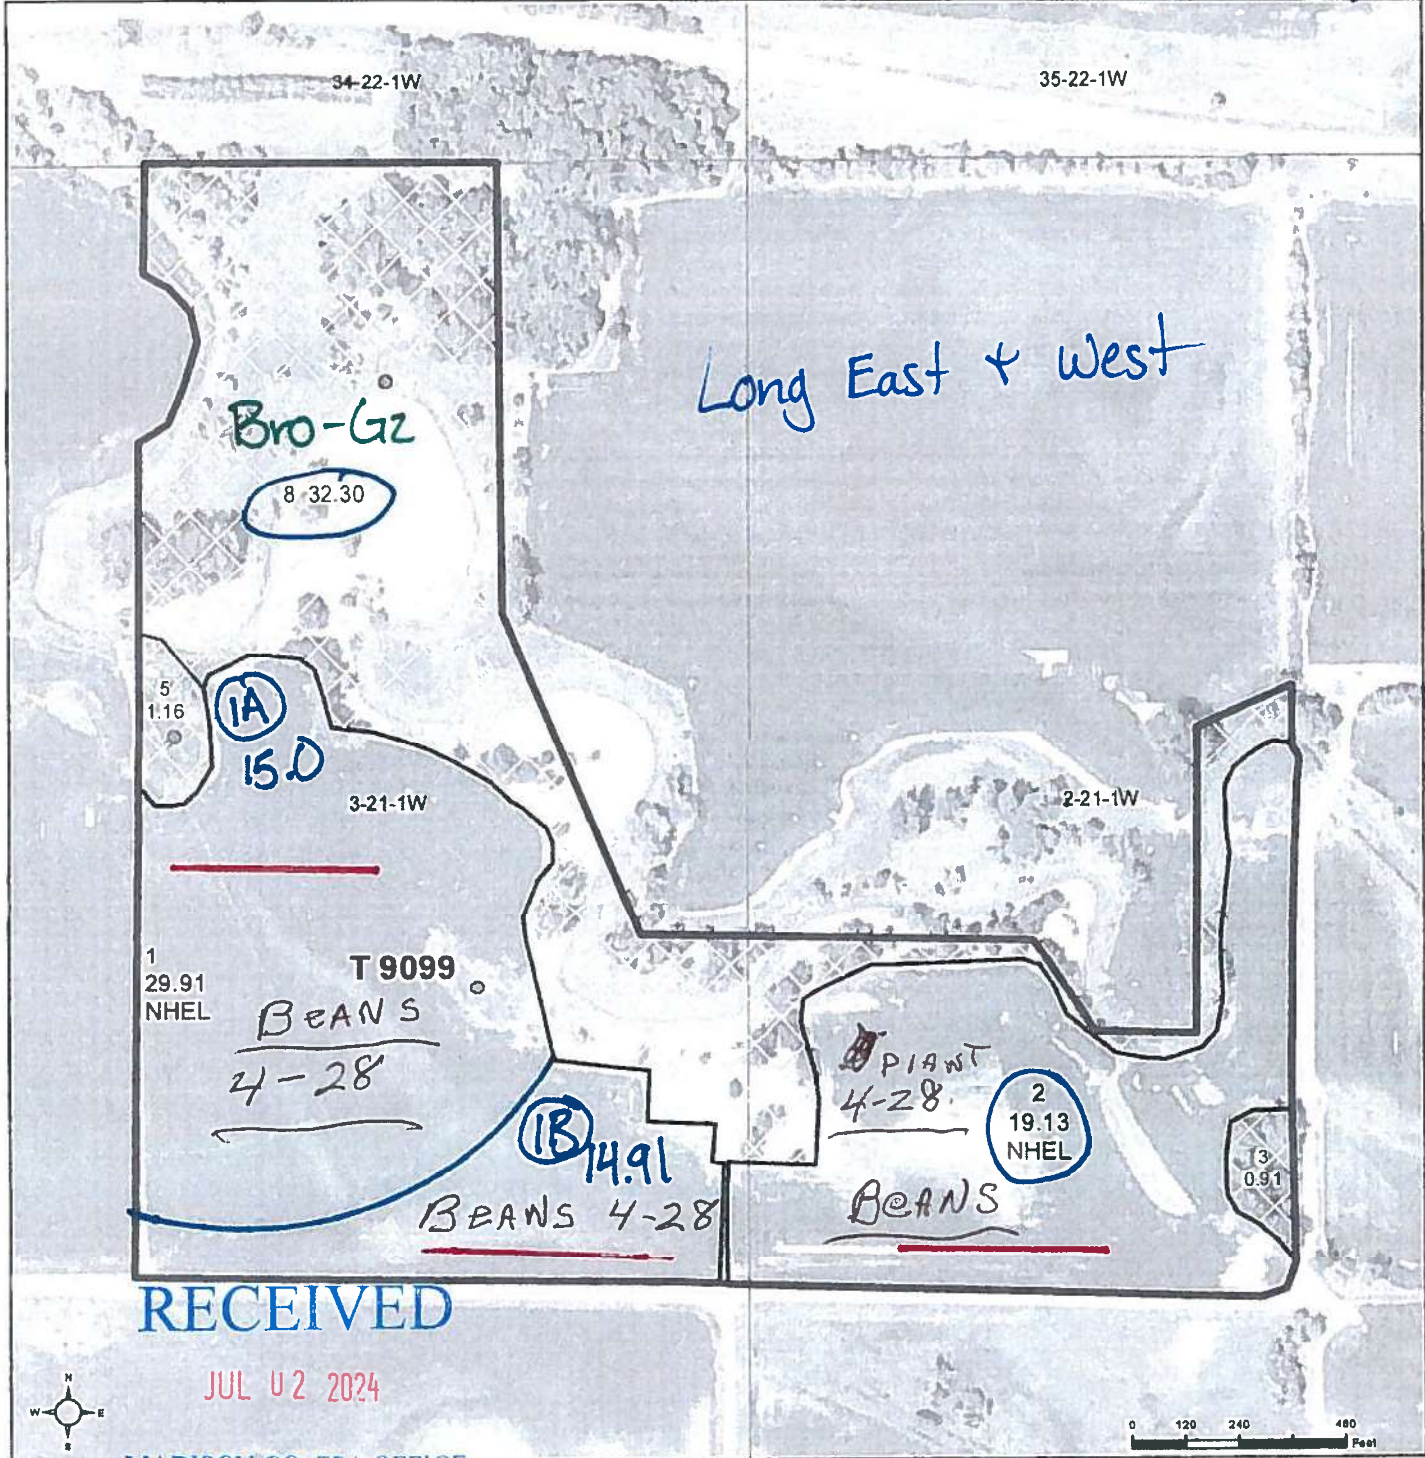 34-22-1W
35-22-1W
Long East & West
Bro-Gz
8 32.30
5
1.16
1A
15.0
3-21-1W
2-21-1W
1
29.91
NHEL
T 9099
BEANS
4-28
PlANT
4-28
2
19.13
NHEL
1B
14.91
3
0.91
BEANS 4-28
BEANS
RECEIVED
JUL 02 2024
N
W E
S
0 120 240 480
Feet